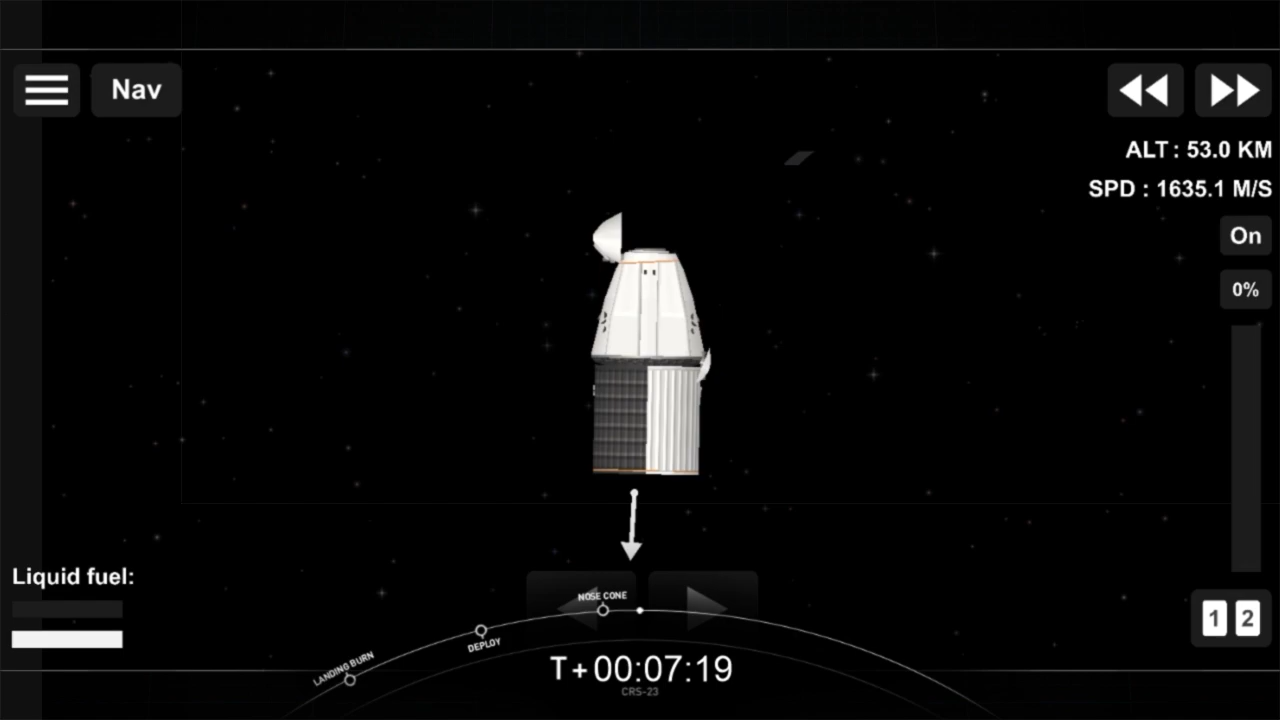 Nav
ALT : 53.0 KM
SPD : 1635.1 M/S
On
0%
Liquid fuel:
NOSE CONE
DEPLOY
LANDING BURN
1 2
T+00:07:19
CRS-23